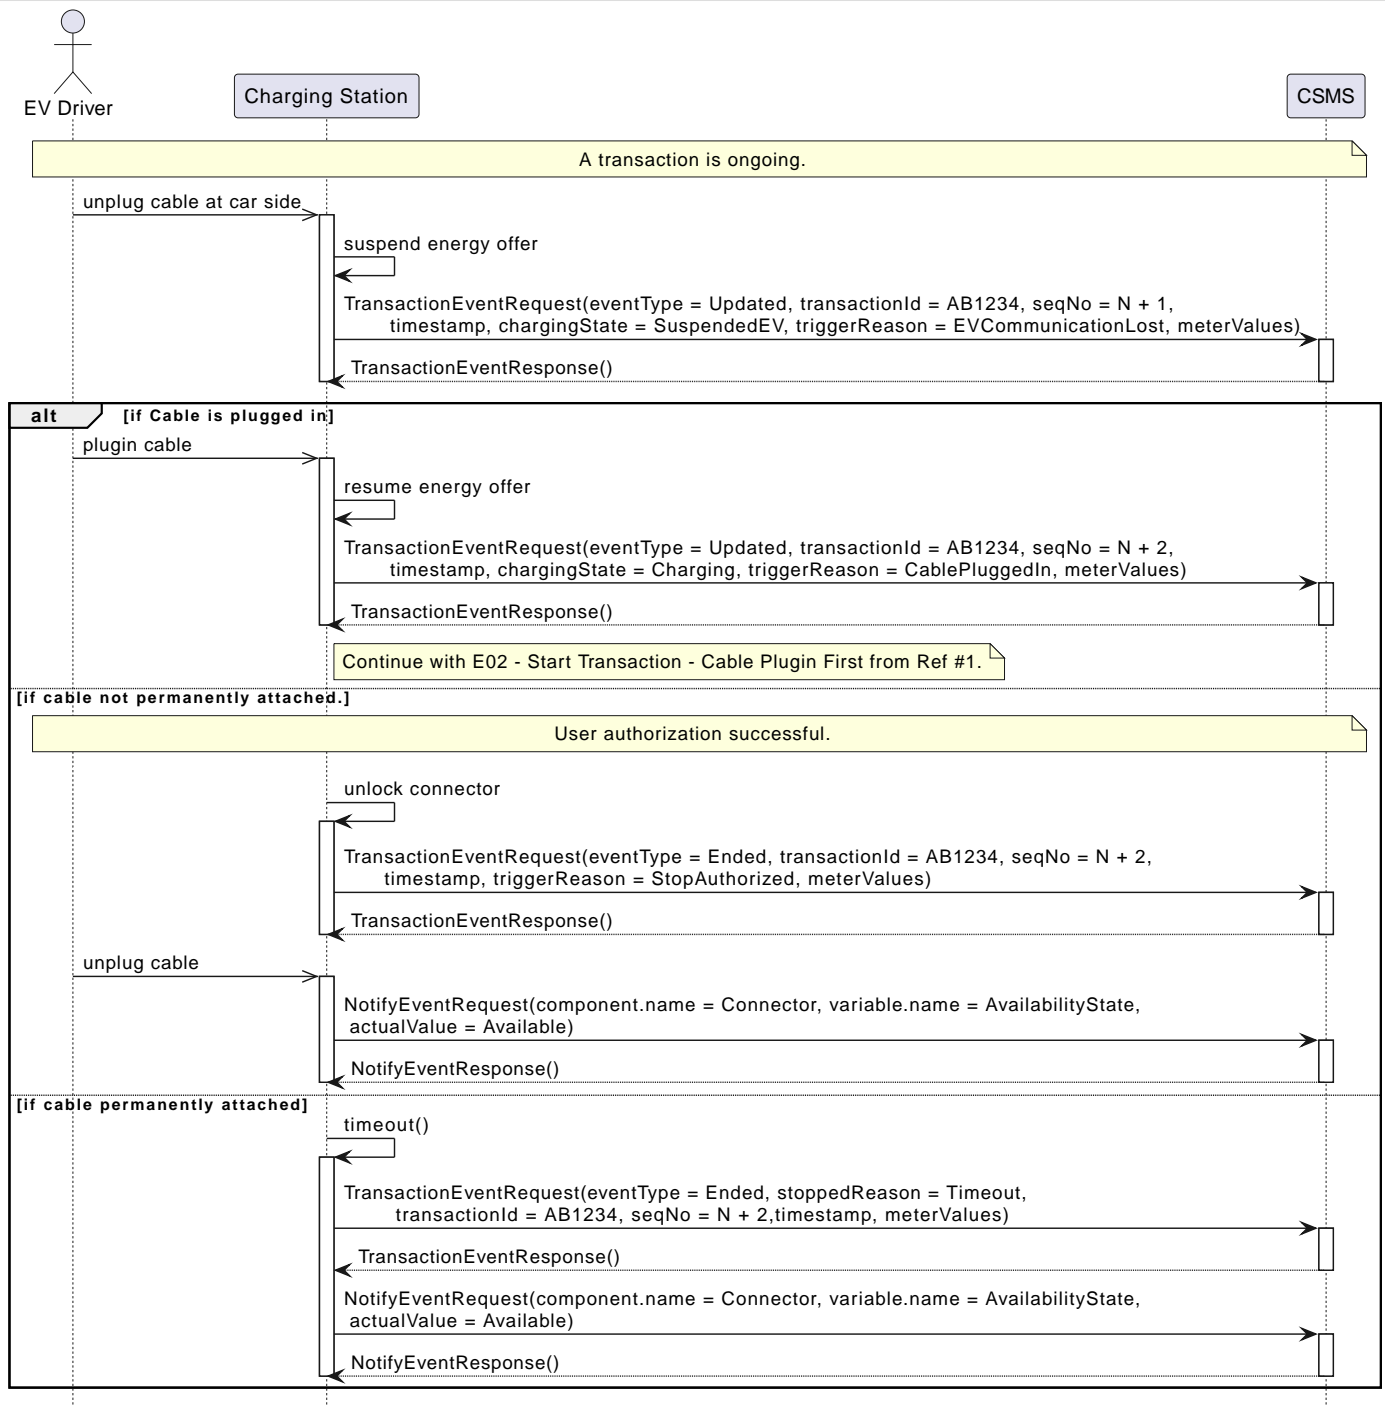 EV Driver
Charging Station
CSMS
A transaction is ongoing.
unplug cable at car side
suspend energy offer
TransactionEventRequest(eventType = Updated, transactionId = AB1234, seqNo = N + 1,
timestamp, chargingState = SuspendedEV, triggerReason = EVCommunicationLost, meterValues)
TransactionEventResponse()
alt
[if Cable is plugged in]
plugin cable
resume energy offer
TransactionEventRequest(eventType = Updated, transactionId = AB1234, seqNo = N + 2,
timestamp, chargingState = Charging, triggerReason = CablePluggedIn, meterValues)
TransactionEventResponse()
Continue with E02 - Start Transaction - Cable Plugin First from Ref #1.
[if cable not permanently attached.]
User authorization successful.
unlock connector
TransactionEventRequest(eventType = Ended, transactionId = AB1234, seqNo = N + 2,
timestamp, triggerReason = StopAuthorized, meterValues)
TransactionEventResponse()
unplug cable
NotifyEventRequest(component.name = Connector, variable.name = AvailabilityState,
actualValue = Available)
NotifyEventResponse()
[if cable permanently attached]
timeout()
TransactionEventRequest(eventType = Ended, stoppedReason = Timeout,
transactionId = AB1234, seqNo = N + 2,timestamp, meterValues)
TransactionEventResponse()
NotifyEventRequest(component.name = Connector, variable.name = AvailabilityState,
actualValue = Available)
NotifyEventResponse()